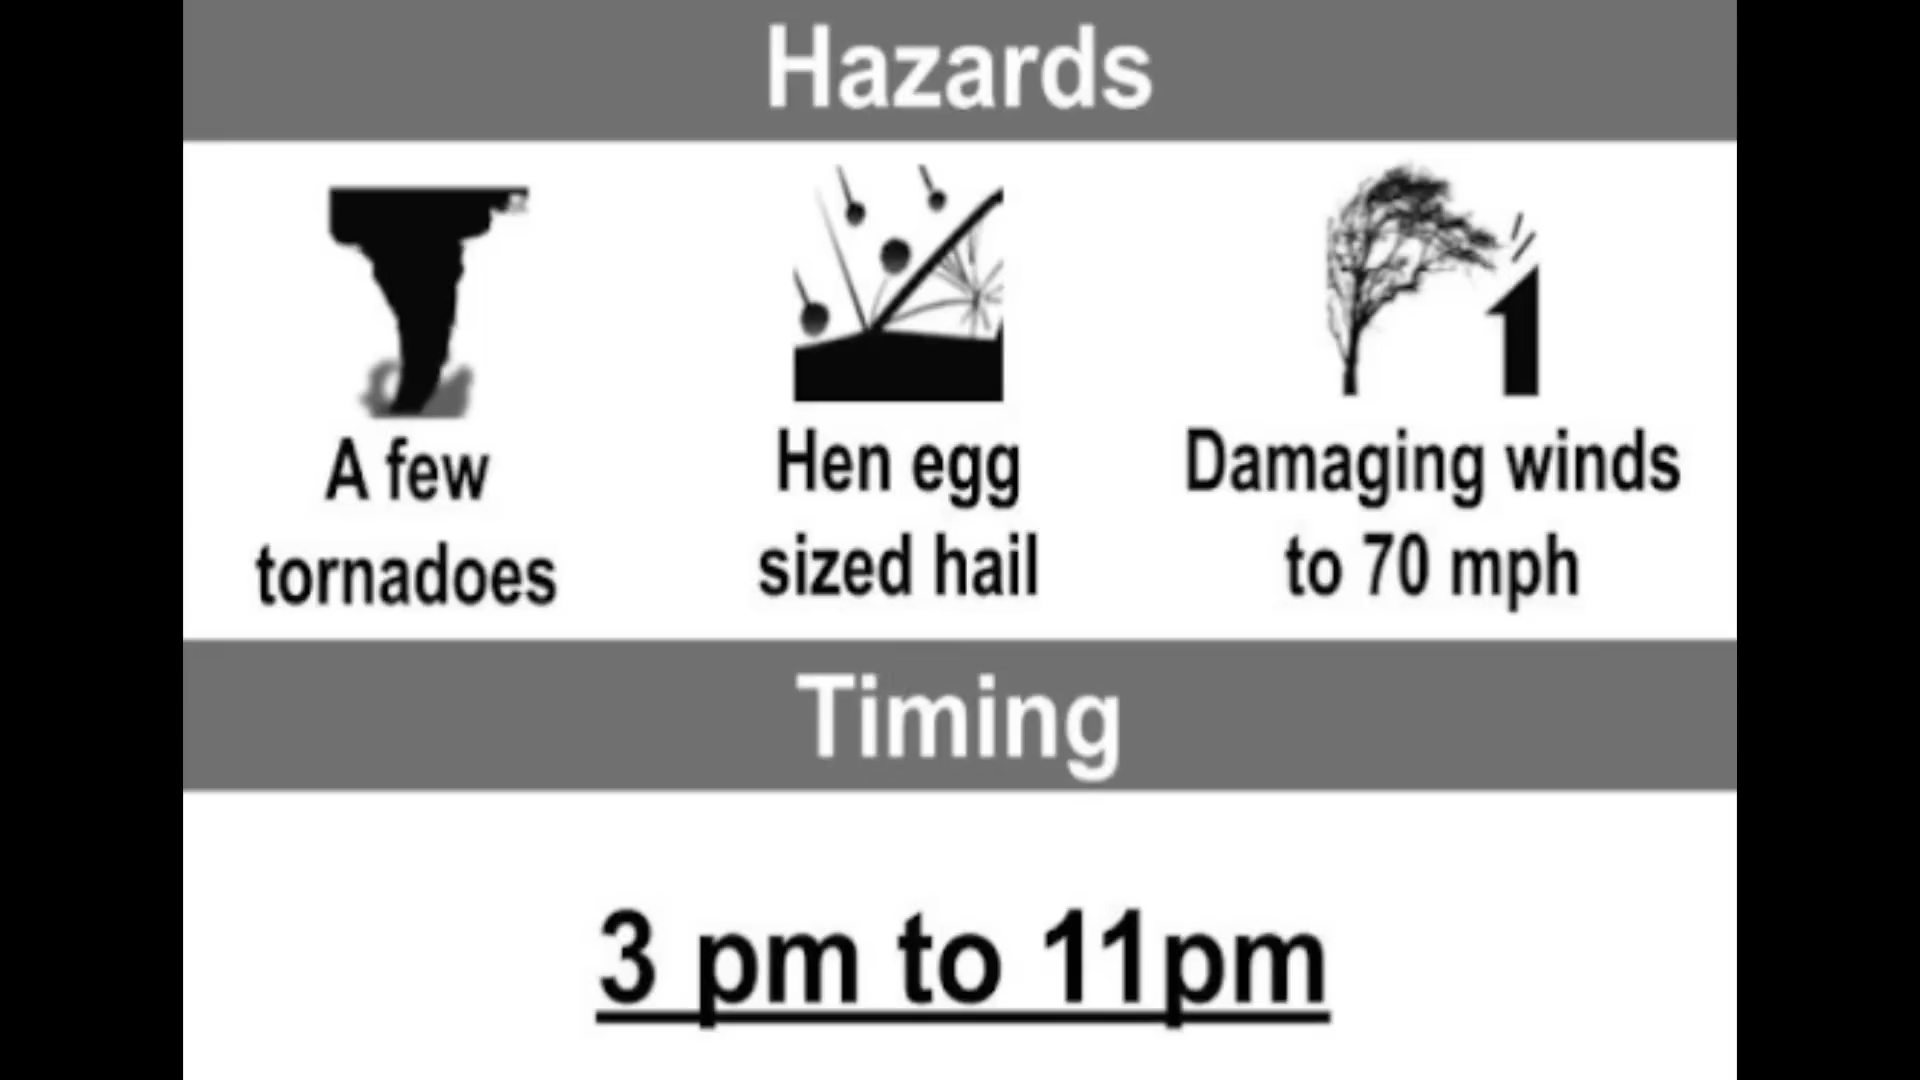 Hazards
A few
tornadoes
Hen egg
sized hail
Damaging winds
to 70 mph
Timing
3 pm to 11pm